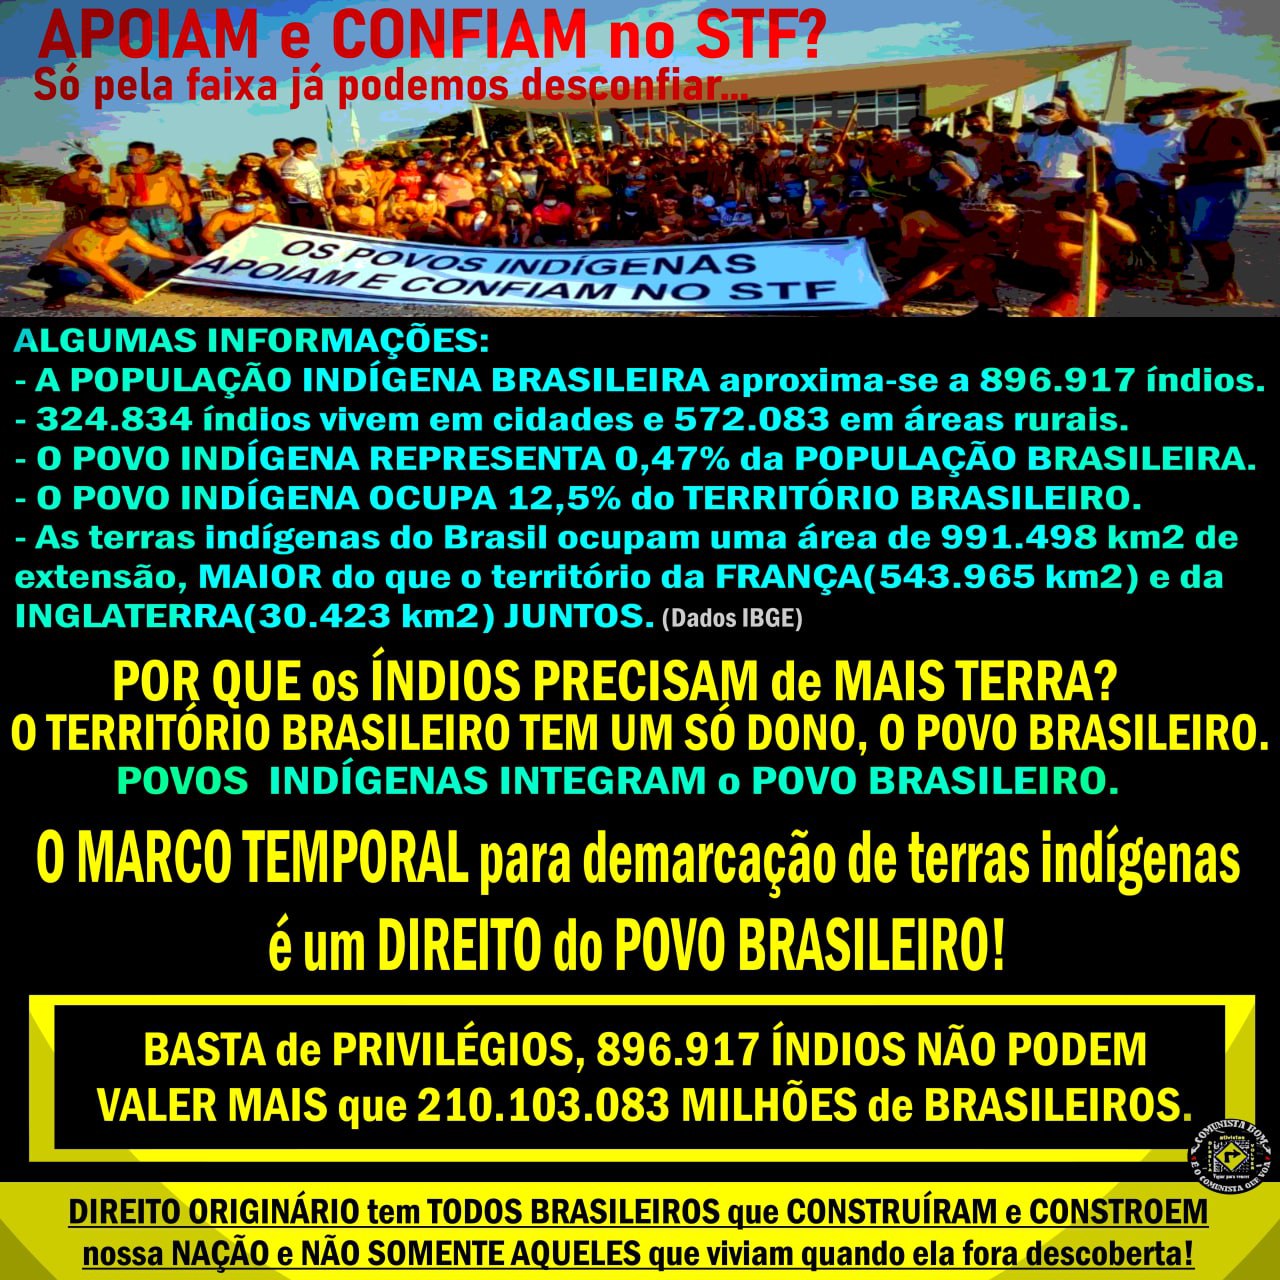 APOIAM e CONFIAM no STF?
Só pela faixa já podemos desconfiar...
OS POVOS INDÍGENAS
APOIAM E CONFIAM NO STF
ALGUMAS INFORMAÇÕES:
- A POPULAÇÃO INDÍGENA BRASILEIRA aproxima-se a 896.917 índios.
- 324.834 índios vivem em cidades e 572.083 em áreas rurais.
- O POVO INDÍGENA REPRESENTA 0,47% da POPULAÇÃO BRASILEIRA.
- O POVO INDÍGENA OCUPA 12,5% do TERRITÓRIO BRASILEIRO.
- As terras indígenas do Brasil ocupam uma área de 991.498 km2 de
extensão, MAIOR do que o território da FRANÇA(543.965 km2) e da
INGLATERRA(30.423 km2) JUNTOS. (Dados IBGE)
POR QUE os ÍNDIOS PRECISAM de MAIS TERRA?
O TERRITÓRIO BRASILEIRO TEM UM SÓ DONO, O POVO BRASILEIRO.
POVOS INDÍGENAS INTEGRAM o POVO BRASILEIRO.
O MARCO TEMPORAL para demarcação de terras indígenas
é um DIREITO do POVO BRASILEIRO!
BASTA de PRIVILÉGIOS, 896.917 ÍNDIOS NÃO PODEM
VALER MAIS que 210.103.083 MILHÕES de BRASILEIROS.
COMUNISTA BOM
É O COMUNISTA QUE VOA
DIREITO ORIGINÁRIO tem TODOS BRASILEIROS que CONSTRUÍRAM e CONSTROEM
nossa NAÇÃO e NÃO SOMENTE AQUELES que viviam quando ela fora descoberta!